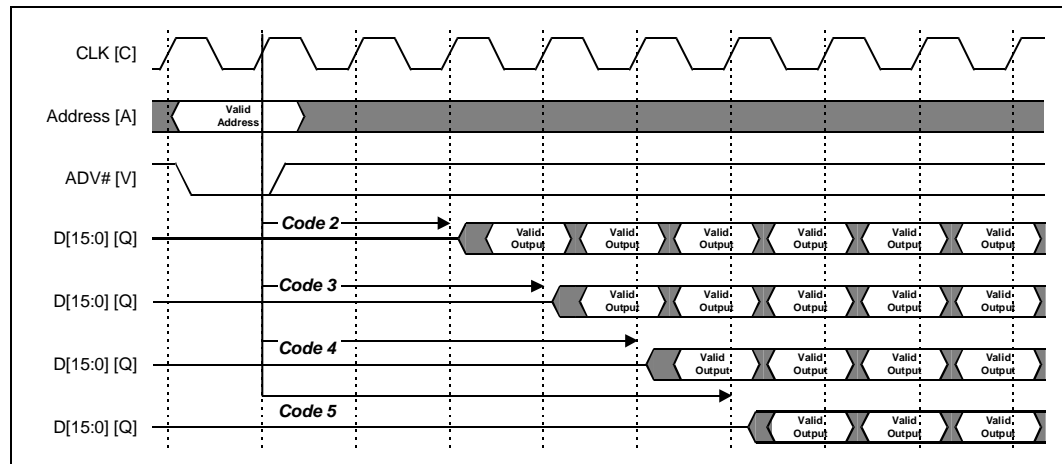 CLK [C]
Address [A]
Valid
Address
ADV# [V]
Code 2
D[15:0] [Q]
Valid Valid Valid Valid Valid Valid
Output Output Output Output Output Output
Code 3
D[15:0] [Q]
Valid Valid Valid Valid Valid
Output Output Output Output Output
Code 4
D[15:0] [Q]
Valid Valid Valid Valid
Output Output Output Output
Code 5
D[15:0] [Q]
Valid Valid Valid
Output Output Output